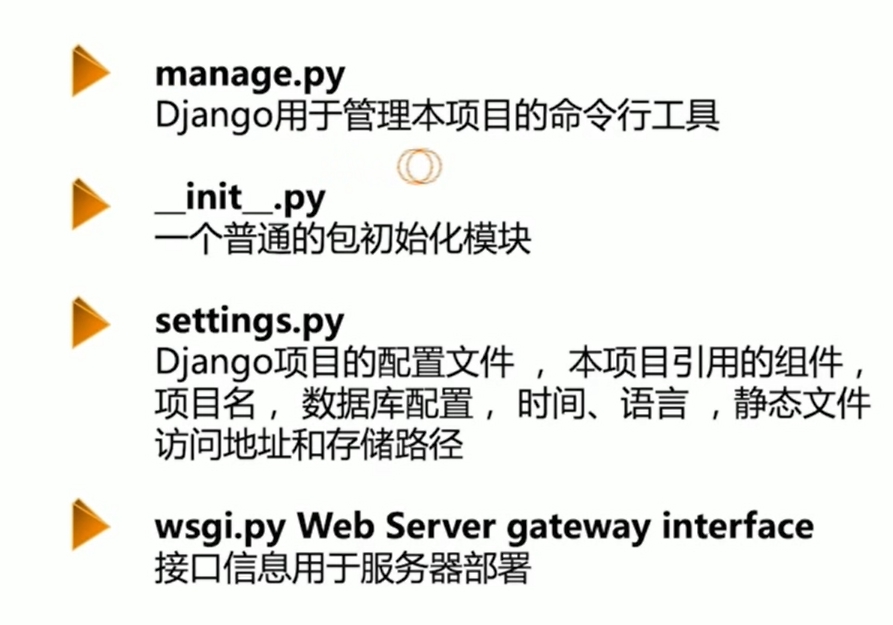 manage.py
Django用于管理本项目的命令行工具
__init__.py
一个普通的包初始化模块
settings.py
Django项目的配置文件 ， 本项目引用的组件，
项目名， 数据库配置， 时间、语言 ，静态文件
访问地址和存储路径
wsgi.py Web Server gateway interface
接口信息用于服务器部署